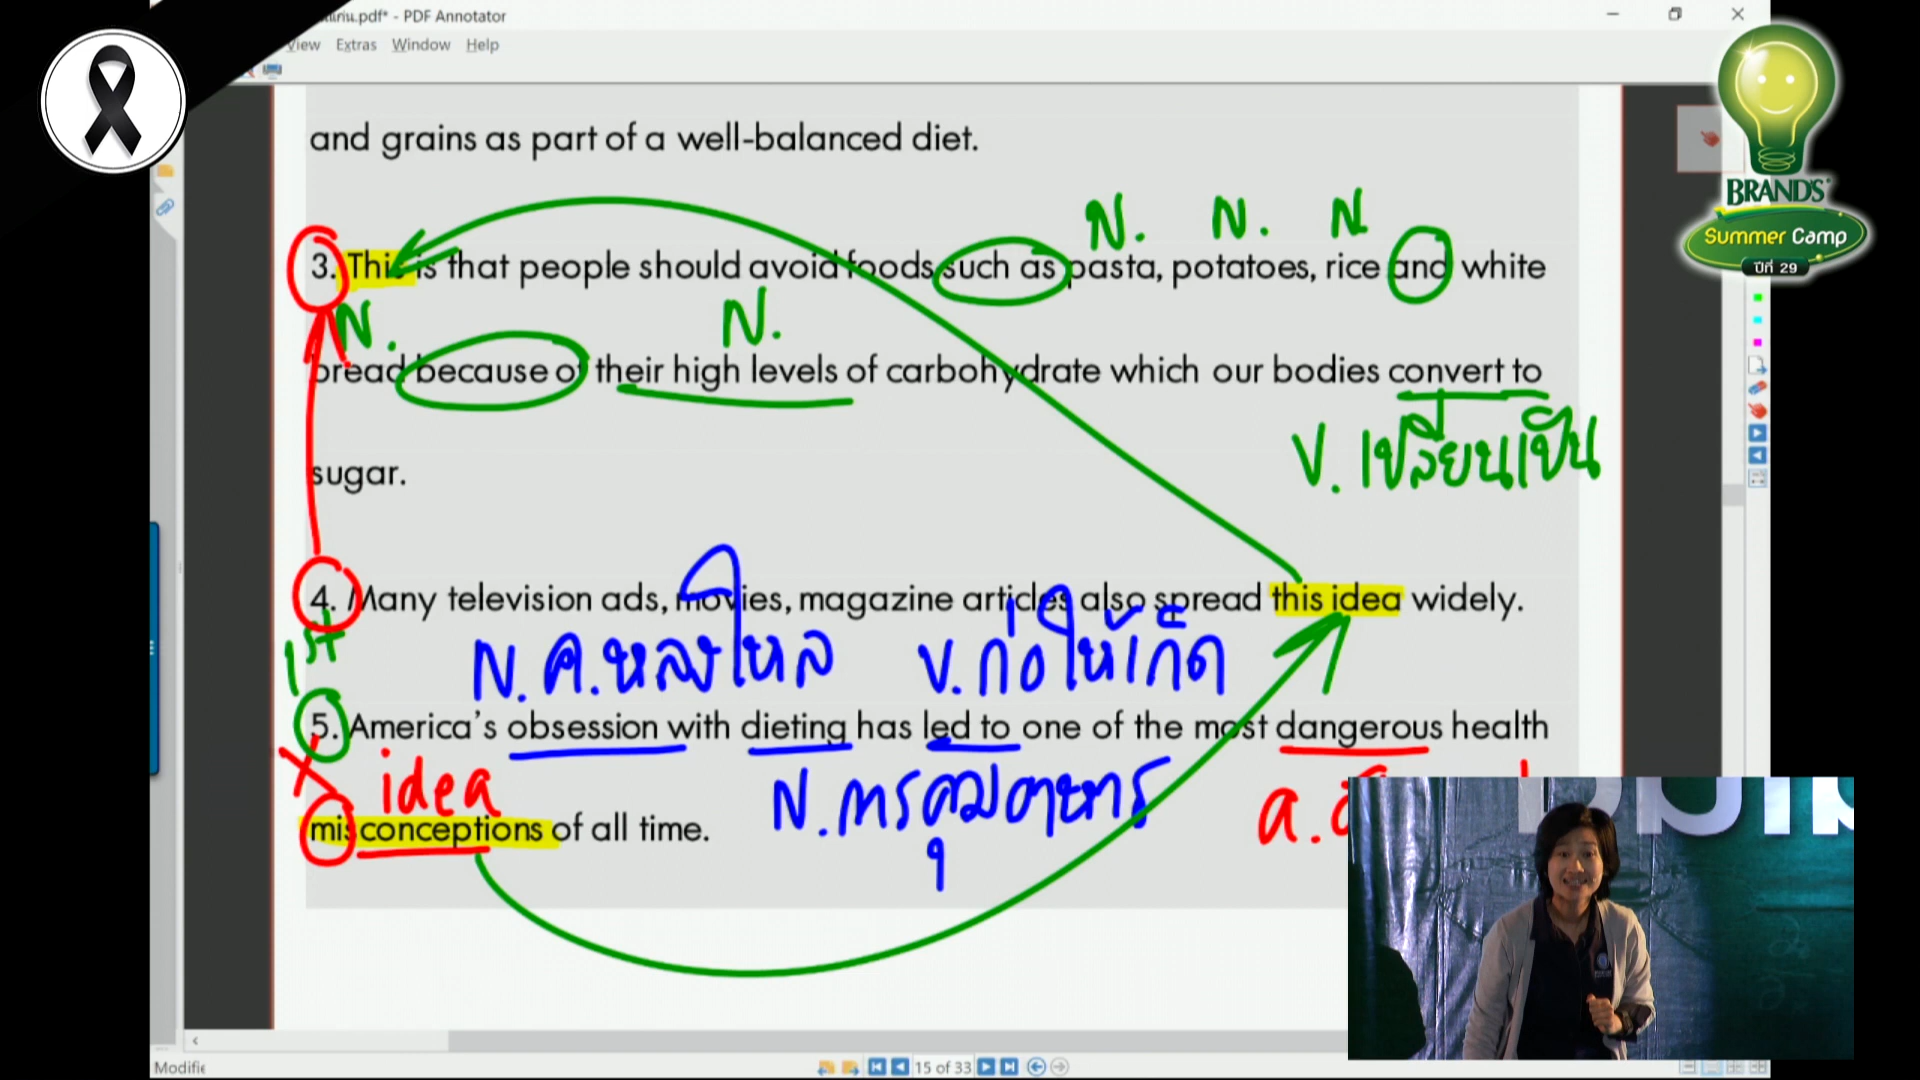 .pdf* - PDF Annotator
View Extras Window Help
BRAND'S
Summer Camp
ปีที่ 29
and grains as part of a well-balanced diet.
N. N. N
3. This is that people should avoid foods such as pasta, potatoes, rice and white
N. N.
bread because of their high levels of carbohydrate which our bodies convert to
V. เปลี่ยนเป็น
sugar.
4. Many television ads, movies, magazine articles also spread this idea widely.
1st
N. ค.หลงใหล V. ก่อให้เกิด
5. America's obsession with dieting has led to one of the most dangerous health
X idea
N. การคุมอาหาร a.
misconceptions of all time.
15 of 33